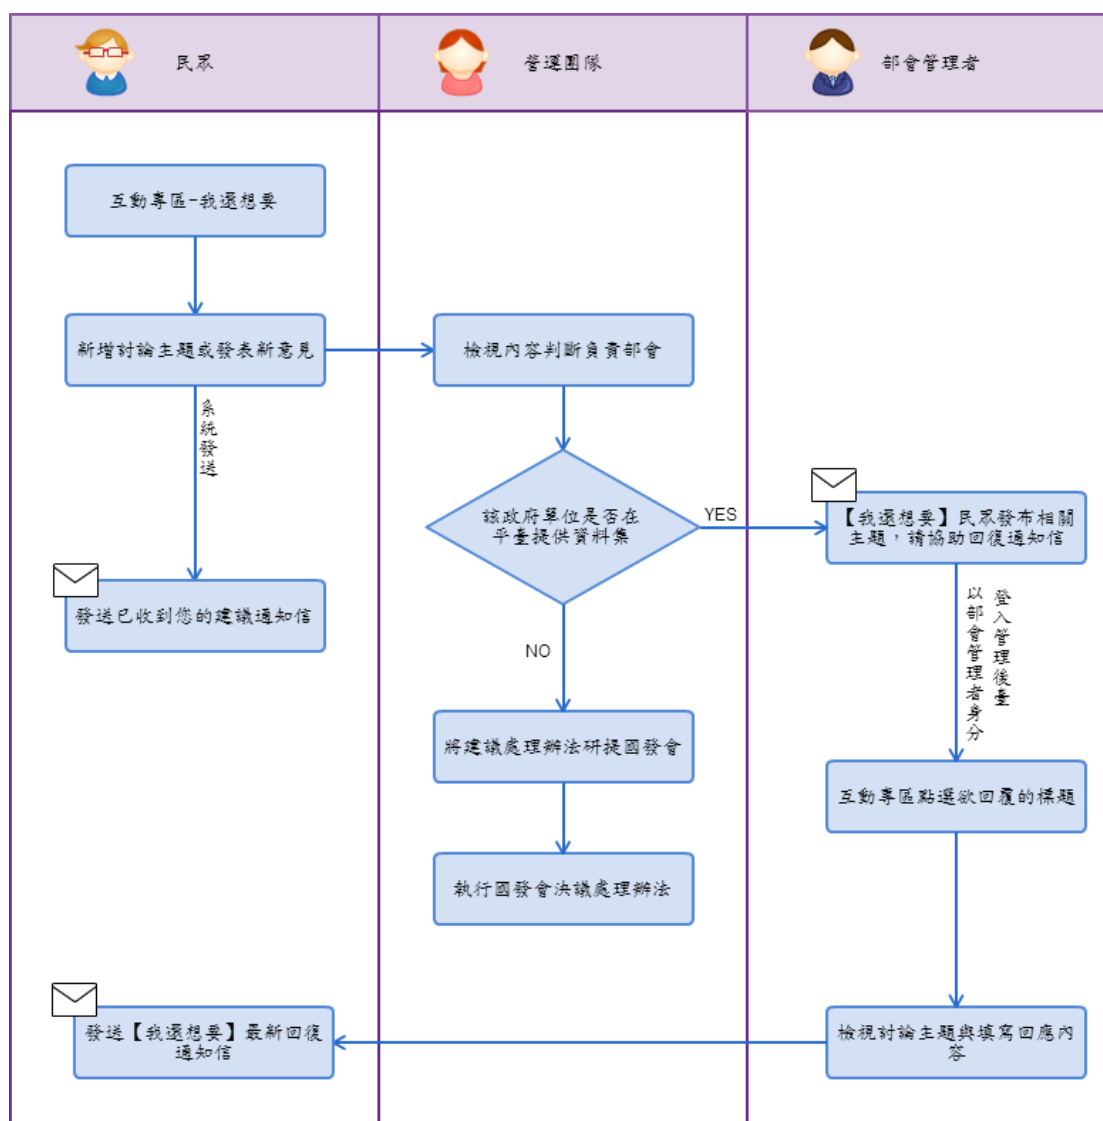 民眾
營運團隊
部會管理者
互動專區-我還想要
新增討論主題或發表新意見
檢視內容判斷負責部會
系統發送
該政府單位是否在
平臺提供資料集
YES
【我還想要】民眾發布相關
主題，請協助回復通知信
發送已收到您的建議通知信
NO
登入管理後臺
以部會管理者身分
將建議處理辦法研提國發會
互動專區點選欲回覆的標題
執行國發會決議處理辦法
發送【我還想要】最新回復
通知信
檢視討論主題與填寫回應內
容